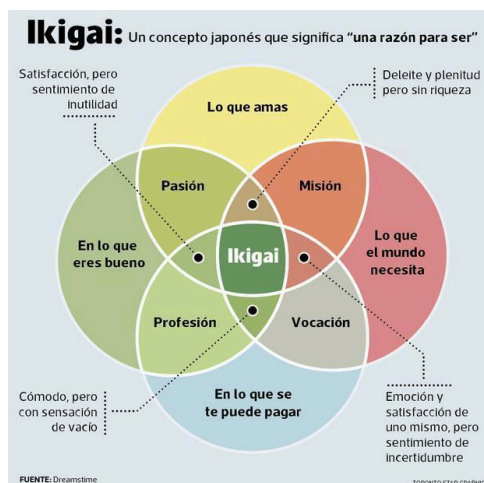 Ikigai: Un concepto japonés que significa “una razón para ser”
Satisfacción, pero
sentimiento de
inutilidad
Deleite y plenitud
pero sin riqueza
Lo que amas
Pasión
Misión
En lo que
eres bueno
Ikigai
Lo que
el mundo
necesita
Profesión
Vocación
En lo que se
te puede pagar
Cómodo, pero
con sensación
de vacío
Emoción y
satisfacción de
uno mismo, pero
sentimiento de
incertidumbre
FUENTE: Dreamstime
TORONTO STAR GRAPHIC